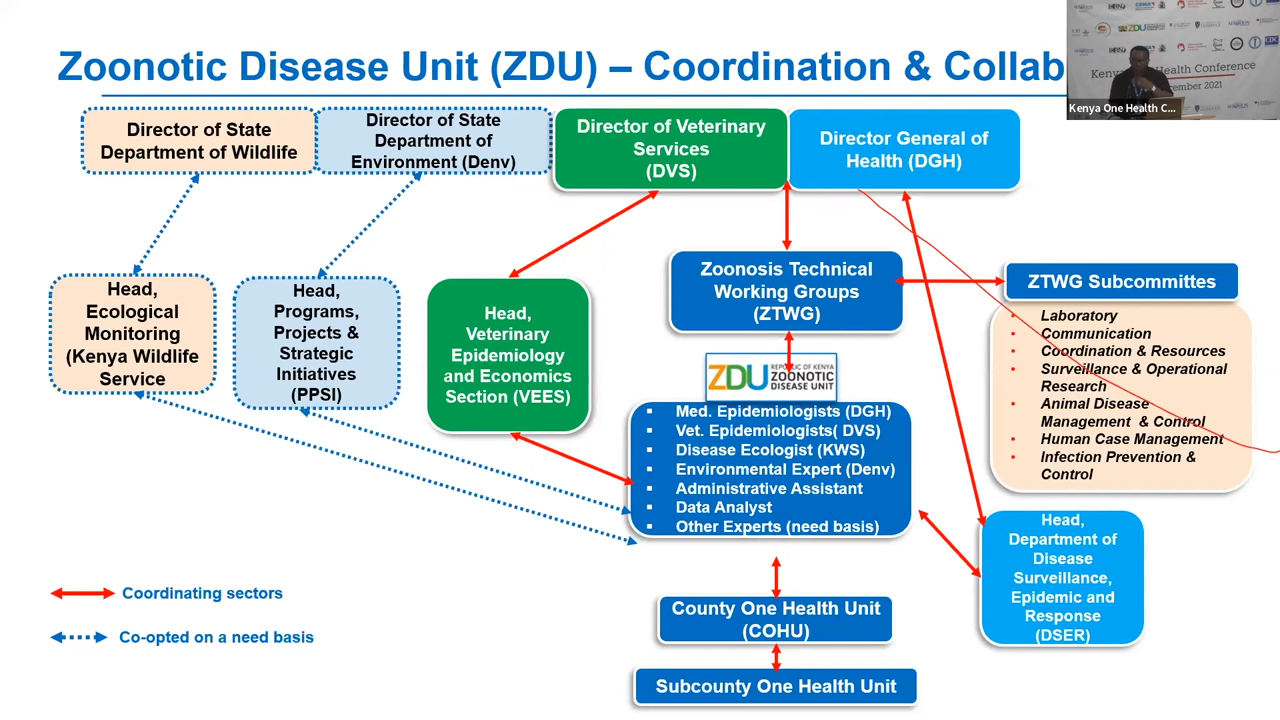 Zoonotic Disease Unit (ZDU) – Coordination & Collab
Kenya One Health Conference
2021
Kenya One Health C...
Director of State
Department of Wildlife
Director of State
Department of
Environment (Denv)
Director of Veterinary
Services
(DVS)
Director General of
Health (DGH)
Head,
Ecological
Monitoring
(Kenya Wildlife
Service
Head,
Programs,
Projects &
Strategic
Initiatives
(PPSI)
Head,
Veterinary
Epidemiology
and Economics
Section (VEES)
Zoonosis Technical
Working Groups
(ZTWG)
ZTWG Subcommittes
• Laboratory
• Communication
• Coordination & Resources
• Surveillance & Operational
Research
• Animal Disease
Management & Control
• Human Case Management
• Infection Prevention &
Control
ZDU
REPUBLIC OF KENYA
ZOONOTIC
DISEASE UNIT
▪ Med. Epidemiologists (DGH)
▪ Vet. Epidemiologists( DVS)
▪ Disease Ecologist (KWS)
▪ Environmental Expert (Denv)
▪ Administrative Assistant
▪ Data Analyst
▪ Other Experts (need basis)
Head,
Department of
Disease
Surveillance,
Epidemic and
Response
(DSER)
County One Health Unit
(COHU)
Subcounty One Health Unit
Coordinating sectors
Co-opted on a need basis